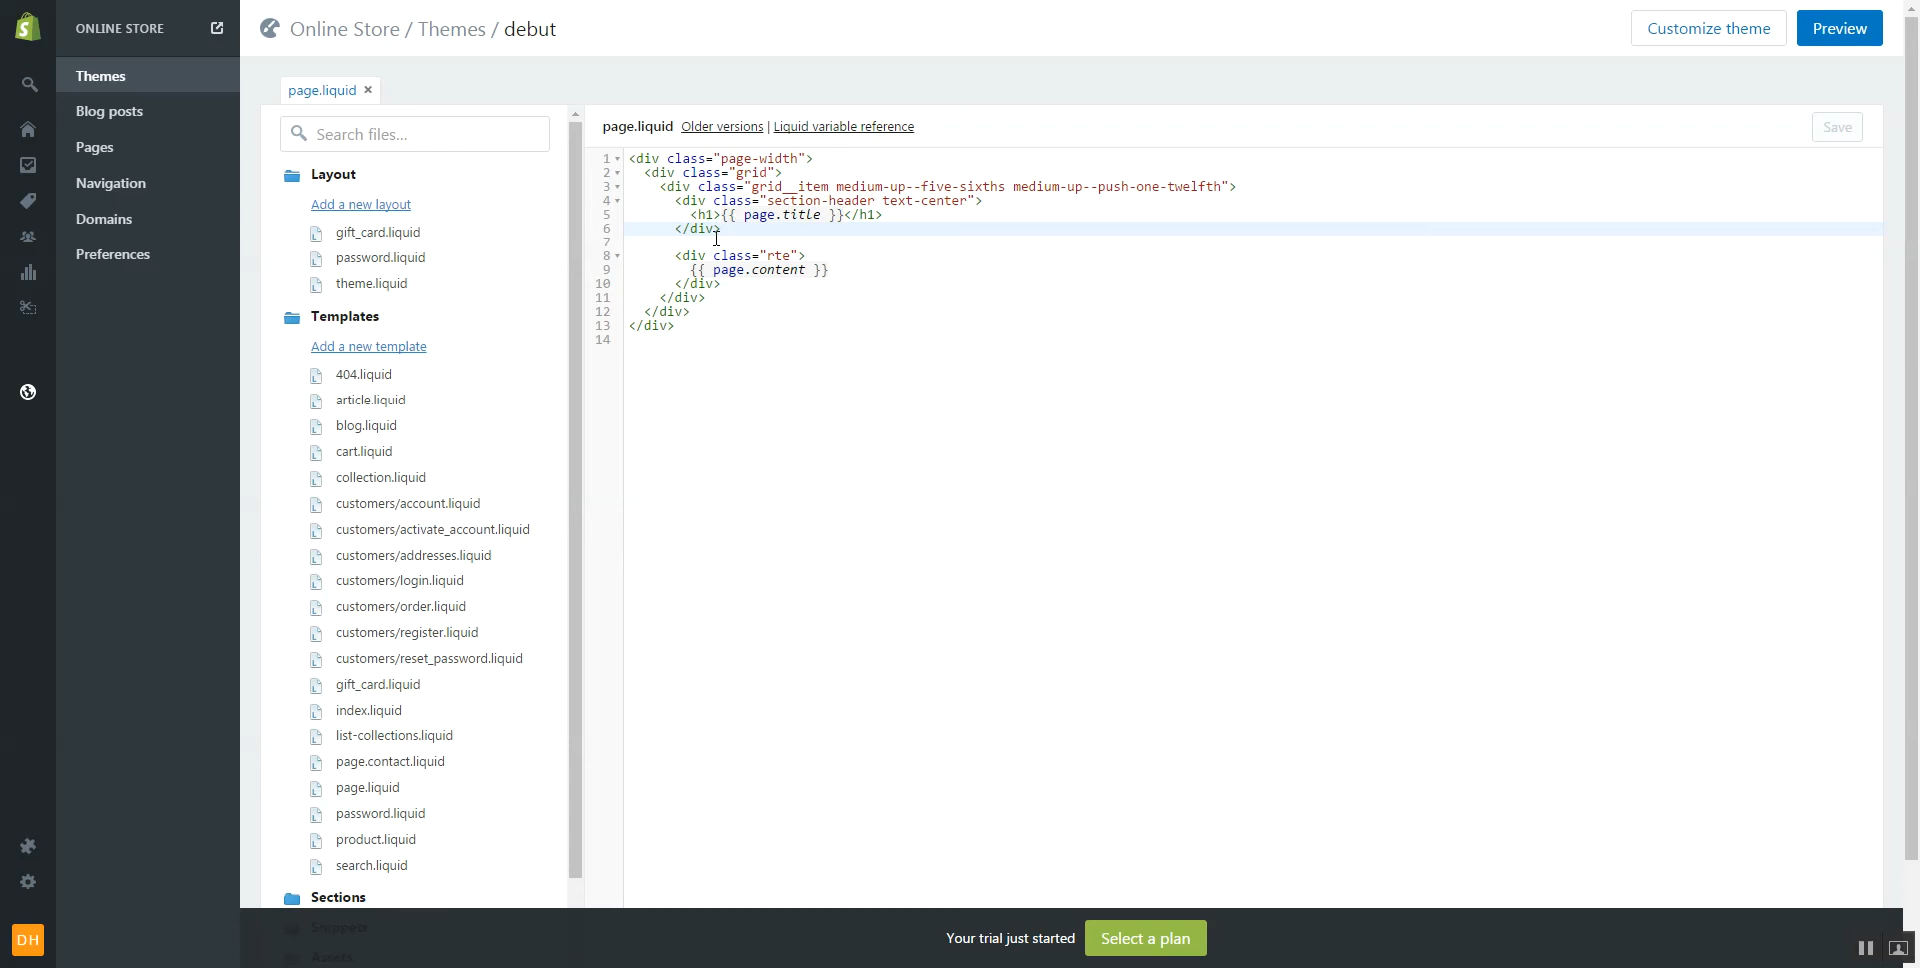 ONLINE STORE
Online Store / Themes / debut
Customize theme
Preview
Themes
Blog posts
Pages
Navigation
Domains
Preferences
page.liquid ×
Search files...
page.liquid Older versions | Liquid variable reference
Save
Layout
Add a new layout
gift_card.liquid
password.liquid
theme.liquid
Templates
Add a new template
404.liquid
article.liquid
blog.liquid
cart.liquid
collection.liquid
customers/account.liquid
customers/activate_account.liquid
customers/addresses.liquid
customers/login.liquid
customers/order.liquid
customers/register.liquid
customers/reset_password.liquid
gift_card.liquid
index.liquid
list-collections.liquid
page.contact.liquid
page.liquid
password.liquid
product.liquid
search.liquid
Sections
Snippets
Assets
1 <div class="page-width">
2 <div class="grid">
3 <div class="grid__item medium-up--five-sixths medium-up--push-one-twelfth">
4 <div class="section-header text-center">
5 <h1>{{ page.title }}</h1>
6 </div>
7
8 <div class="rte">
9 {{ page.content }}
10 </div>
11 </div>
12 </div>
13 </div>
14
Your trial just started
Select a plan
DH